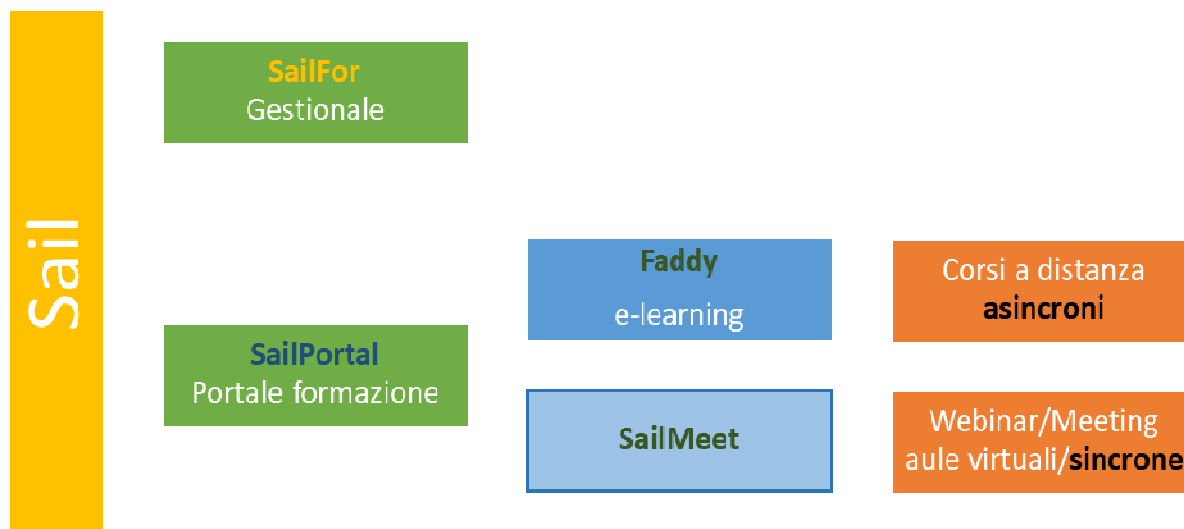 Sail
SailFor
Gestionale
SailPortal
Portale formazione
Faddy
e-learning
SailMeet
Corsi a distanza
asincroni
Webinar/Meeting
aule virtuali/sincrone